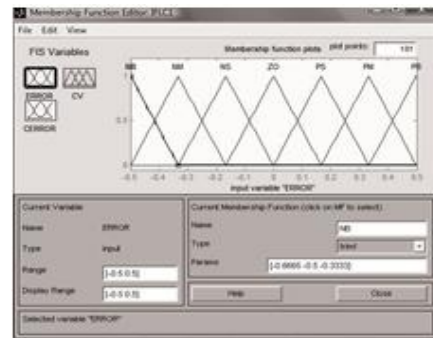 Membership Function Editor: FLC1
File Edit View
FIS Variables
Membership function plots
plot points:
181
ERROR
CV
CERROR
NB NM NS ZO PS PM PB
1
0.5
0
-0.5 -0.4 -0.3 -0.2 -0.1 0 0.1 0.2 0.3 0.4 0.5
input variable "ERROR"
Current Variable
Name ERROR
Type input
Range [-0.5 0.5]
Display Range [-0.5 0.5]
Current Membership Function (click on MF to select)
Name NB
Type trimf
Params [-0.6665 -0.5 -0.3333]
Help
Close
Selected variable "ERROR"